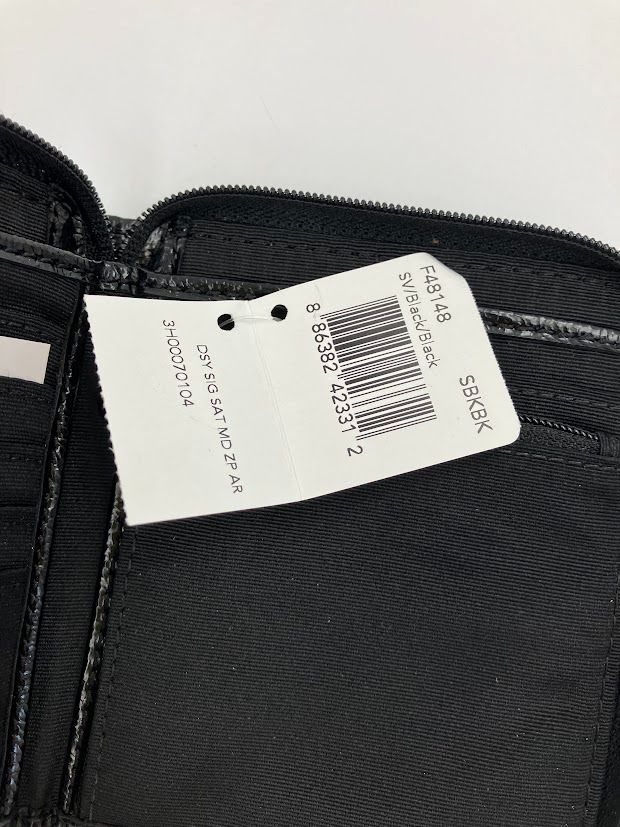 F48148
SBKBK
SV/Black/Black
8 86382 42331 2
DSY SIG SAT MD ZP AR
3H00070104